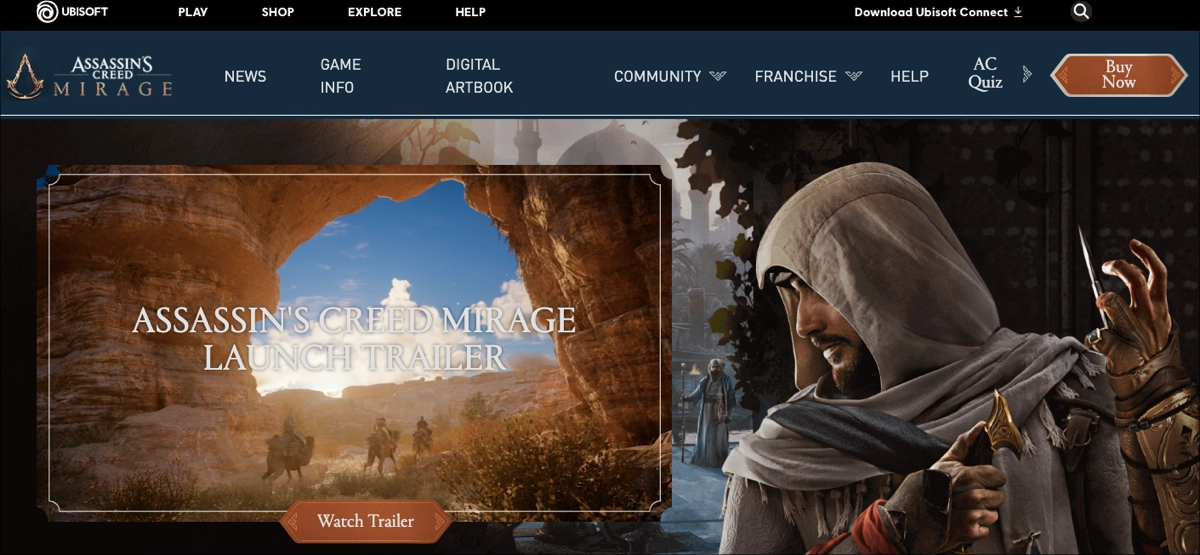 UBISOFT PLAY SHOP EXPLORE HELP Download Ubisoft Connect
ASSASSIN'S
CREED
MIRAGE
NEWS
GAME
INFO
DIGITAL
ARTBOOK
COMMUNITY
FRANCHISE
HELP
AC
Quiz
Buy
Now
ASSASSIN'S CREED MIRAGE
LAUNCH TRAILER
Watch Trailer